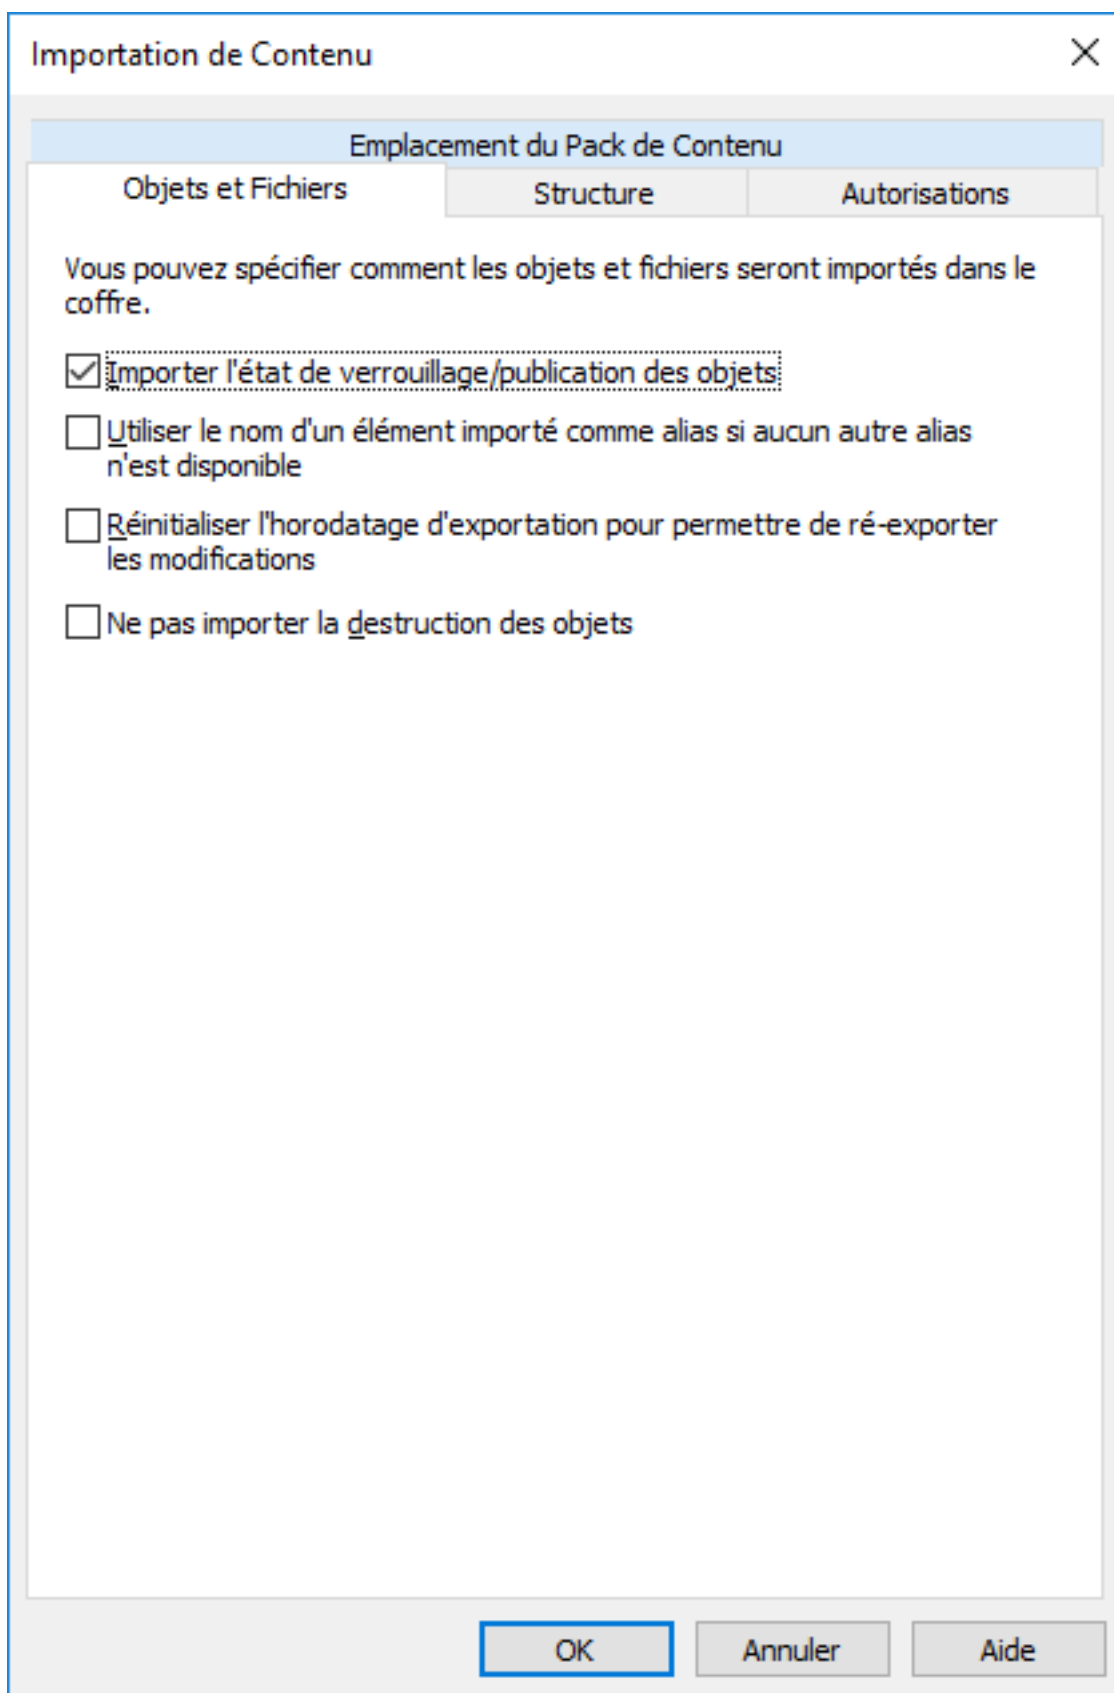 Importation de Contenu
Emplacement du Pack de Contenu
Objets et Fichiers
Structure
Autorisations
Vous pouvez spécifier comment les objets et fichiers seront importés dans le
coffre.
Importer l'état de verrouillage/publication des objets
Utiliser le nom d'un élément importé comme alias si aucun autre alias
n'est disponible
Réinitialiser l'horodatage d'exportation pour permettre de ré-exporter
les modifications
Ne pas importer la destruction des objets
OK
Annuler
Aide